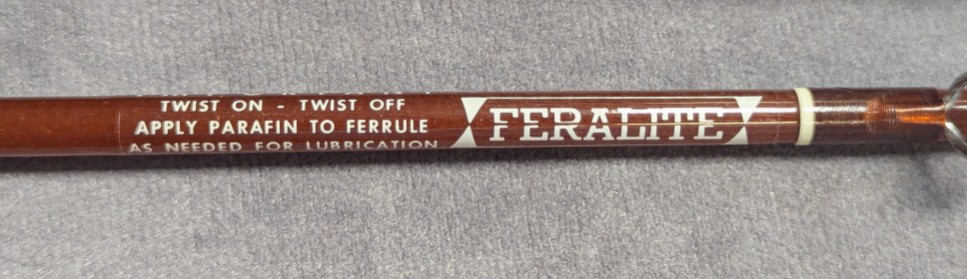 TWIST ON - TWIST OFF
APPLY PARAFIN TO FERRULE
AS NEEDED FOR LUBRICATION
FERALITE